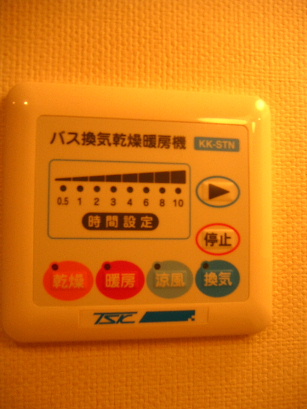 バス換気乾燥暖房機 KK-STN
0.5 1 2 3 4 6 8 10
時間設定
停止
乾燥 暖房 涼風 換気
TSK